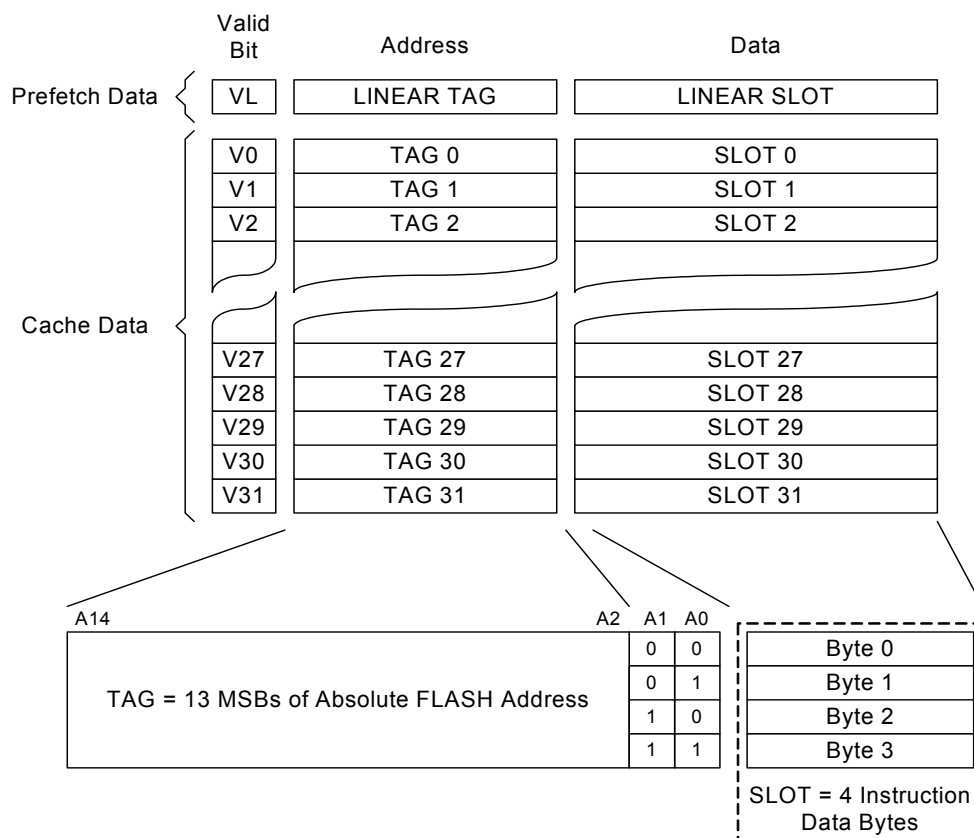 Valid
Bit
Address
Data
Prefetch Data
VL
LINEAR TAG
LINEAR SLOT
Cache Data
V0
TAG 0
SLOT 0
V1
TAG 1
SLOT 1
V2
TAG 2
SLOT 2
V27
TAG 27
SLOT 27
V28
TAG 28
SLOT 28
V29
TAG 29
SLOT 29
V30
TAG 30
SLOT 30
V31
TAG 31
SLOT 31
A14
A2
A1
A0
TAG = 13 MSBs of Absolute FLASH Address
0
0
Byte 0
0
1
Byte 1
1
0
Byte 2
1
1
Byte 3
SLOT = 4 Instruction
Data Bytes